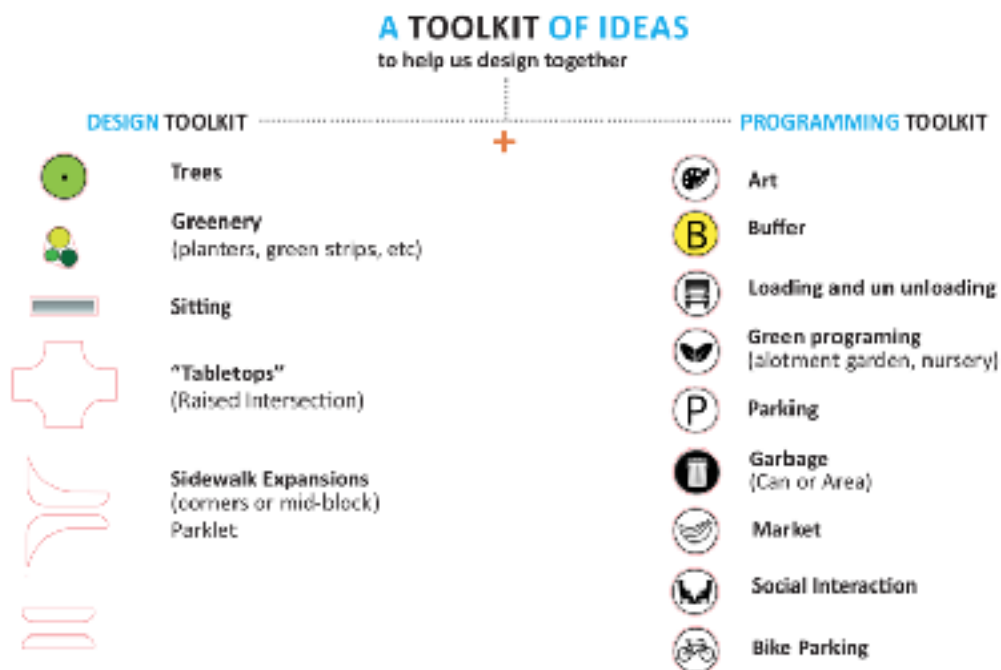 A TOOLKIT OF IDEAS
to help us design together
DESIGN TOOLKIT
Trees
Greenery
(planters, green strips, etc)
Sitting
“Tabletops”
(Raised Intersection)
Sidewalk Expansions
(corners or mid-block)
Parklet
+
PROGRAMMING TOOLKIT
Art
B
Buffer
Loading and un unloading
Green programing
(alotment garden, nursery)
P
Parking
Garbage
(Can or Area)
Market
Social Interaction
Bike Parking